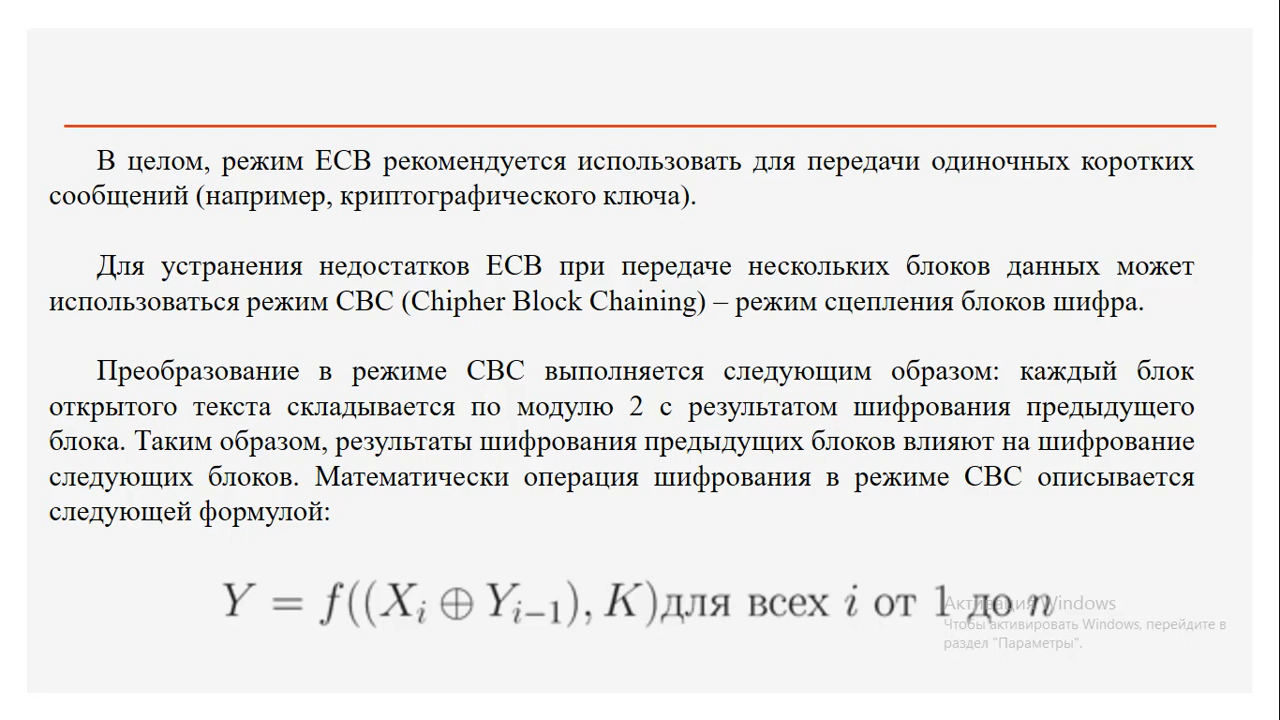 В целом, режим ECB рекомендуется использовать для передачи одиночных коротких
сообщений (например, криптографического ключа).
Для устранения недостатков ECB при передаче нескольких блоков данных может
использоваться режим CBC (Chipher Block Chaining) – режим сцепления блоков шифра.
Преобразование в режиме CBC выполняется следующим образом: каждый блок
открытого текста складывается по модулю 2 с результатом шифрования предыдущего
блока. Таким образом, результаты шифрования предыдущих блоков влияют на шифрование
следующих блоков. Математически операция шифрования в режиме CBC описывается
следующей формулой:
Y = f((X_i ⊕ Y_{i−1}), K)для всех i от 1 до n
Активация Windows
Чтобы активировать Windows, перейдите в
раздел "Параметры".